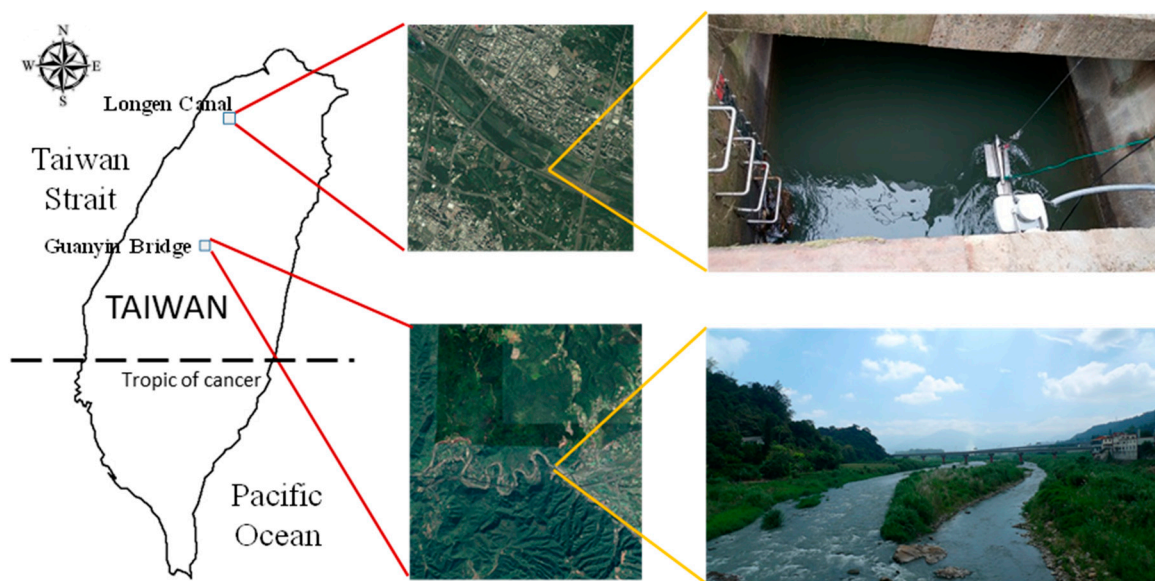 N
W E
S
Longen Canal
Taiwan
Strait
Guanyin Bridge
TAIWAN
Tropic of cancer
Pacific
Ocean